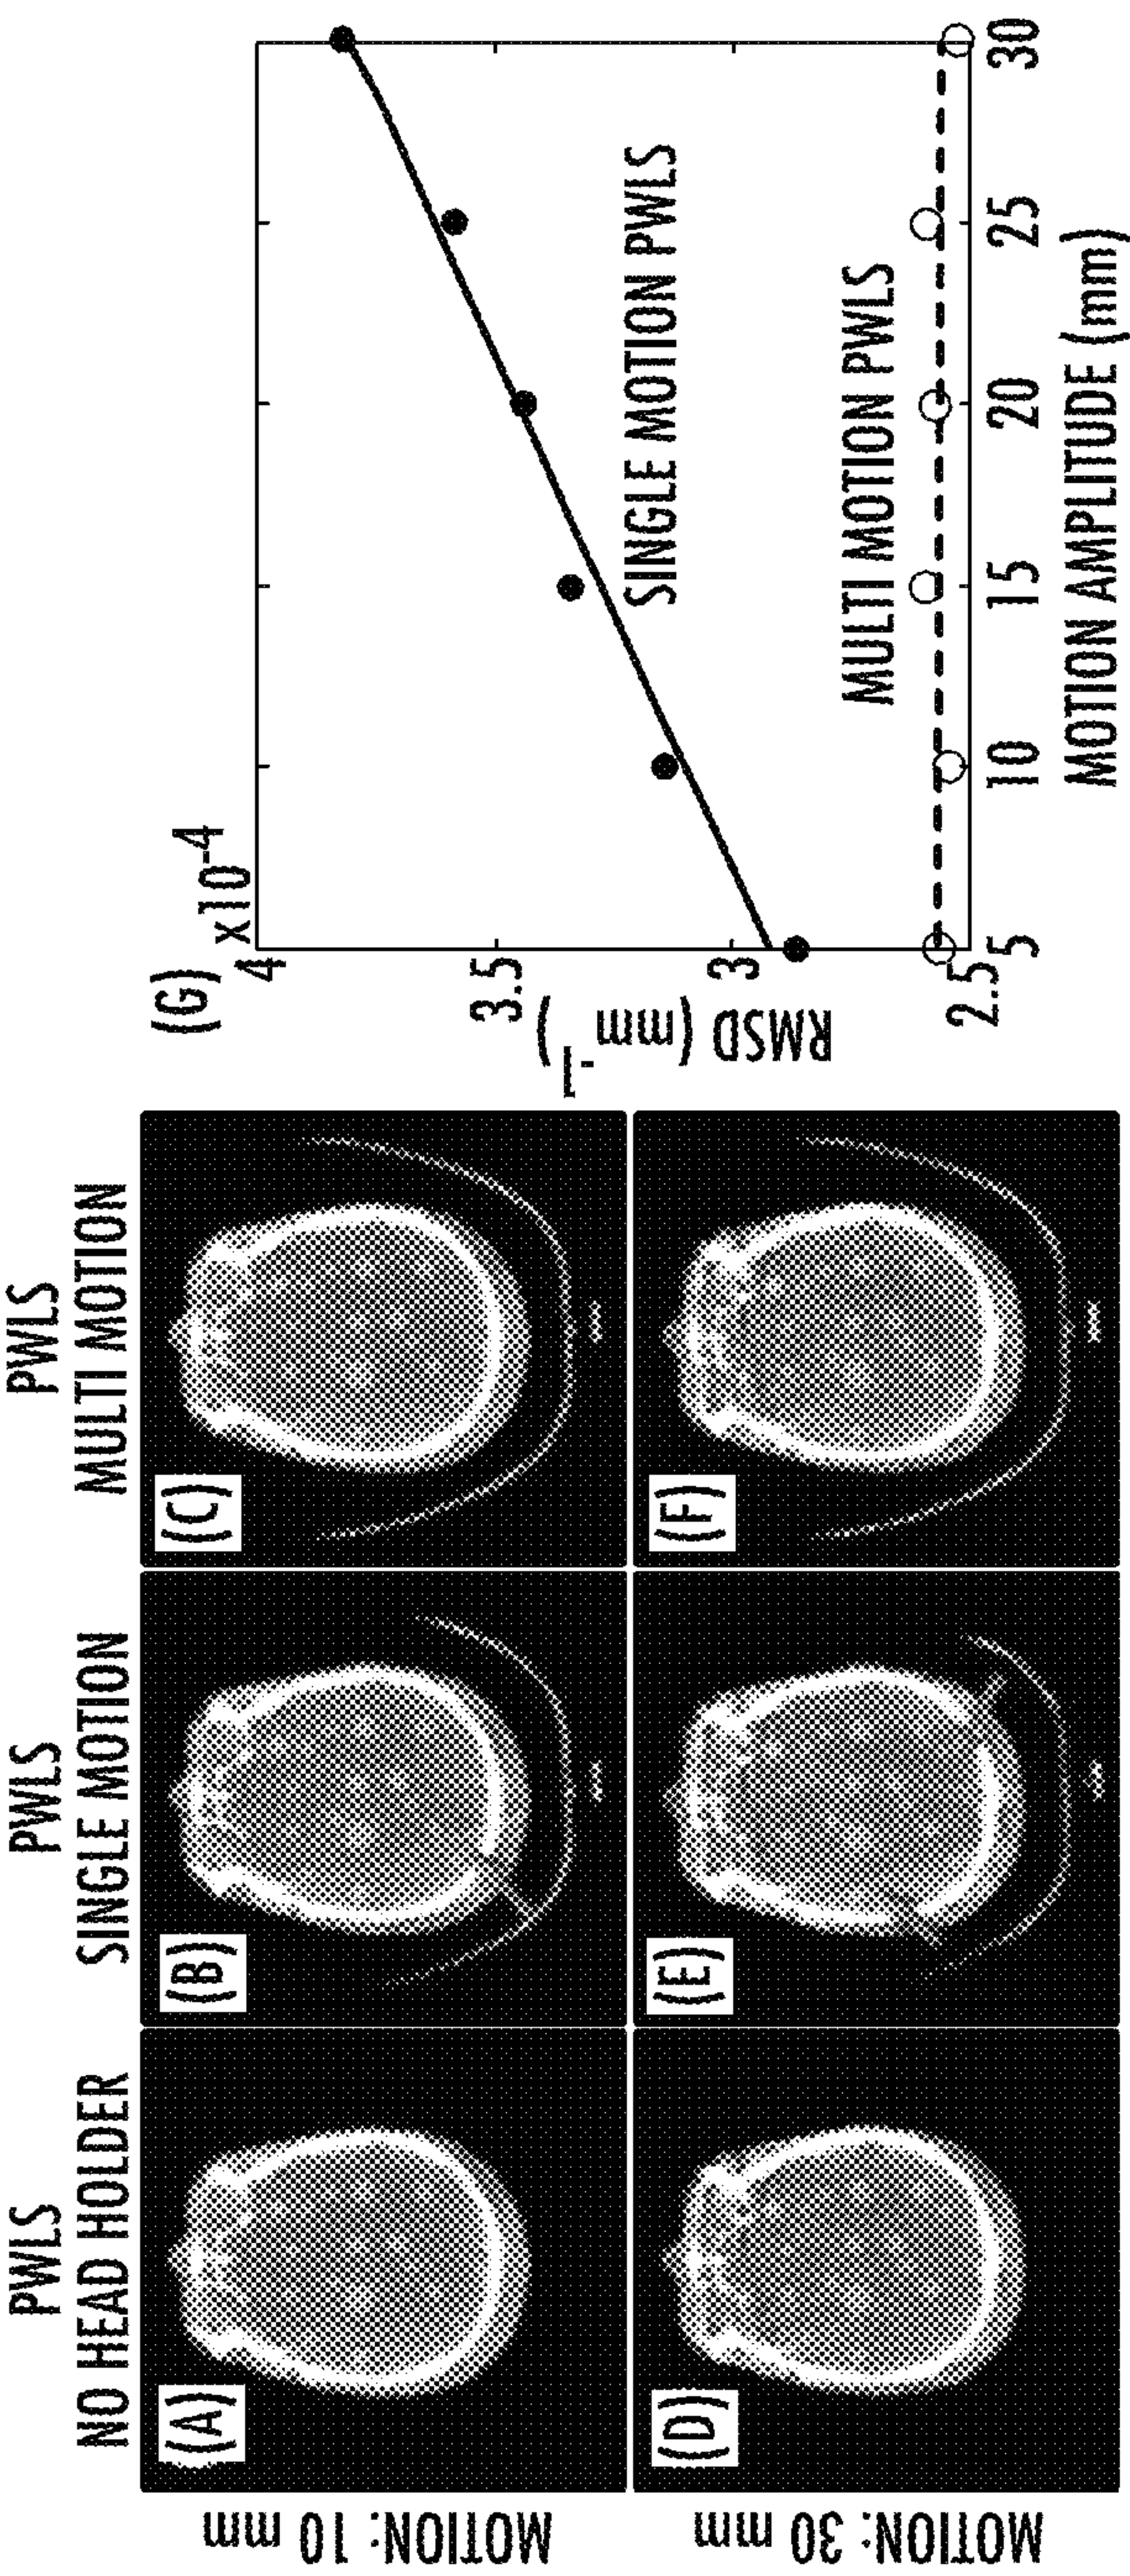 PWLS
NO HEAD HOLDER
PWLS
SINGLE MOTION
PWLS
MULTI MOTION
MOTION: 10 mm
(A)
(B)
(C)
MOTION: 30 mm
(D)
(E)
(F)
(G)
x10-4
4
3.5
3
2.5
RMSD (mm-1)
SINGLE MOTION PWLS
MULTI MOTION PWLS
5
10
15
20
25
30
MOTION AMPLITUDE (mm)